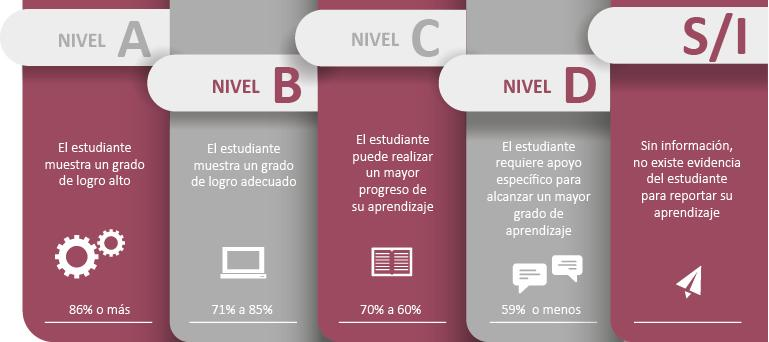 NIVEL A
El estudiante
muestra un grado
de logro alto
86% o más
NIVEL B
El estudiante
muestra un grado
de logro adecuado
71% a 85%
NIVEL C
El estudiante
puede realizar
un mayor
progreso de
su aprendizaje
70% a 60%
NIVEL D
El estudiante
requiere apoyo
específico para
alcanzar un mayor
grado de
aprendizaje
59% o menos
S/I
Sin información,
no existe evidencia
del estudiante
para reportar su
aprendizaje